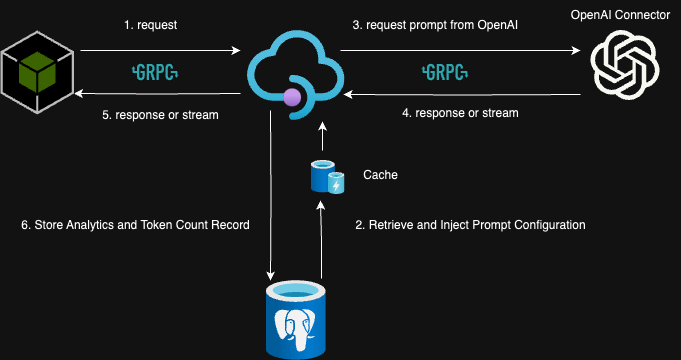 OpenAI Connector
1. request
3. request prompt from OpenAI
GRPC
GRPC
5. response or stream
4. response or stream
Cache
6. Store Analytics and Token Count Record
2. Retrieve and Inject Prompt Configuration